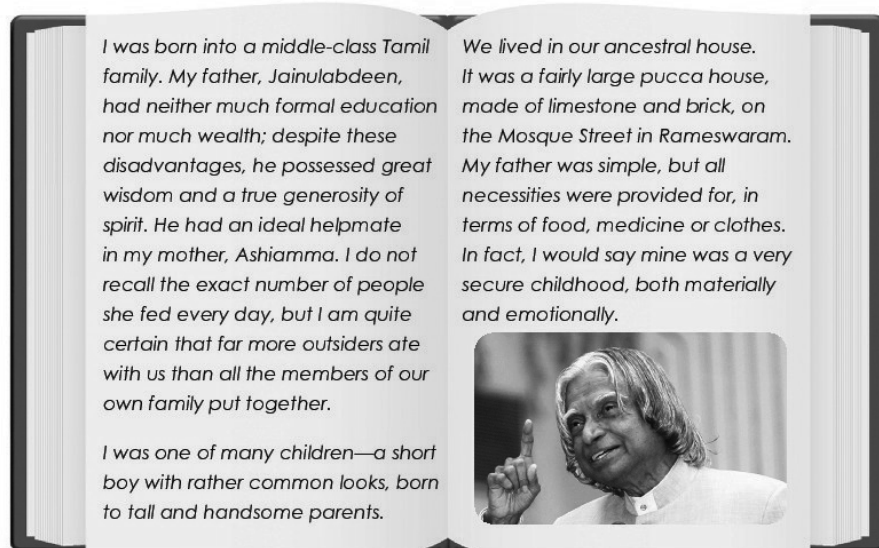 I was born into a middle-class Tamil
family. My father, Jainulabdeen,
had neither much formal education
nor much wealth; despite these
disadvantages, he possessed great
wisdom and a true generosity of
spirit. He had an ideal helpmate
in my mother, Ashiamma. I do not
recall the exact number of people
she fed every day, but I am quite
certain that far more outsiders ate
with us than all the members of our
own family put together.
I was one of many children—a short
boy with rather common looks, born
to tall and handsome parents.
We lived in our ancestral house.
It was a fairly large pucca house,
made of limestone and brick, on
the Mosque Street in Rameswaram.
My father was simple, but all
necessities were provided for, in
terms of food, medicine or clothes.
In fact, I would say mine was a very
secure childhood, both materially
and emotionally.